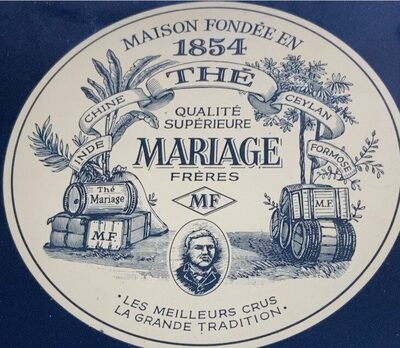 MAISON FONDÉE EN
1854
THÉ
INDE CHINE CEYLAN FORMOSE
QUALITÉ
SUPÉRIEURE
MARIAGE
FRÈRES
MF
Thé
Mariage
M.F.
M.F.
· LES MEILLEURS CRUS
LA GRANDE TRADITION ·